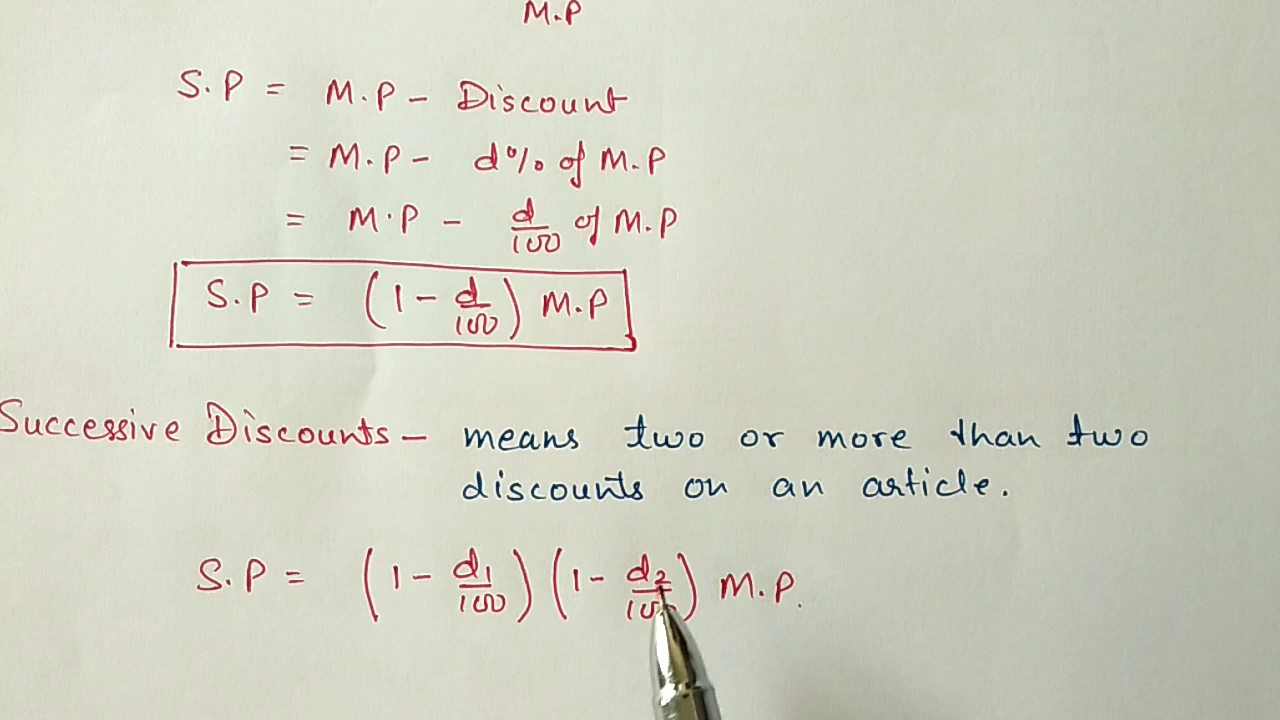 M.P
S.P = M.P - Discount
= M.P - d% of M.P
= M.P - d/100 of M.P
S.P = (1 - d/100) M.P
Successive Discounts - means two or more than two
discounts on an article.
S.P = (1 - d1/100) (1 - d2/100) M.P.